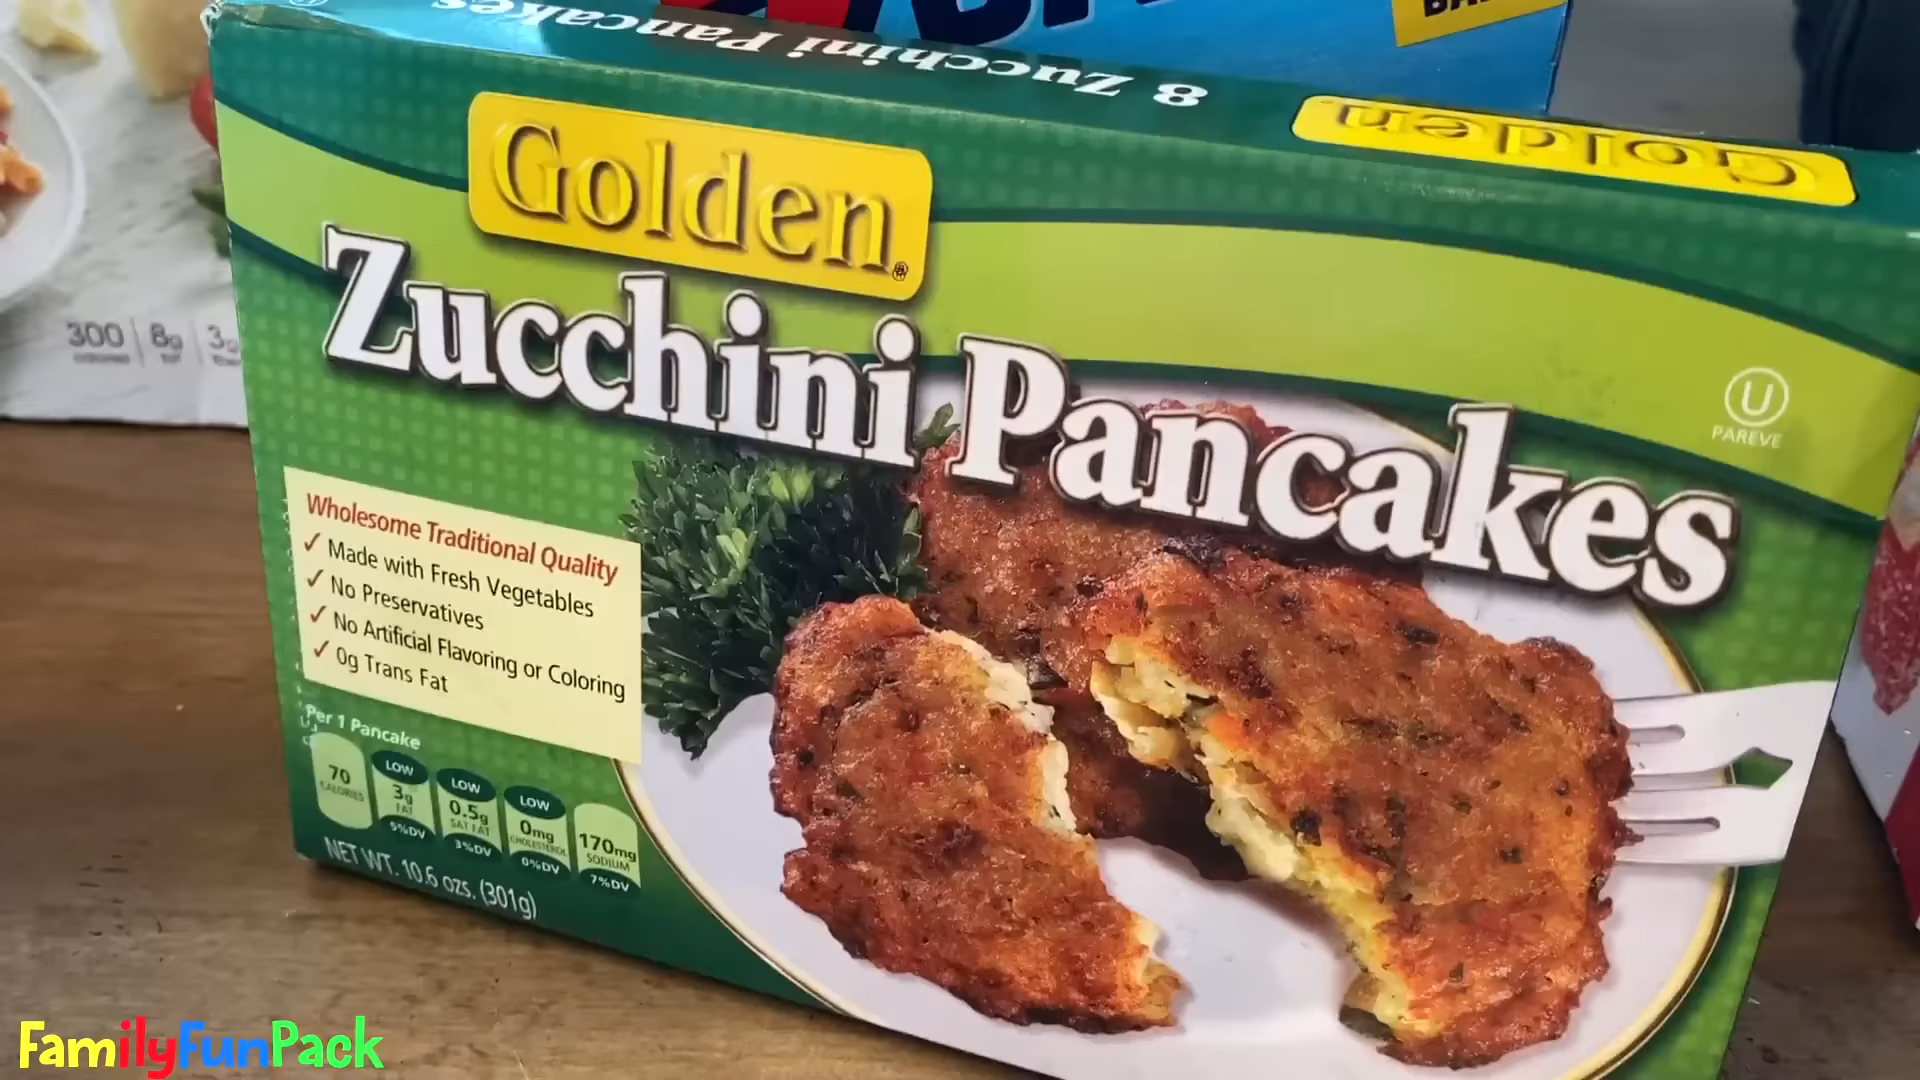 8 Zucchini Pancakes
Golden
Golden
Zucchini Pancakes
U
PAREVE
Wholesome Traditional Quality
✓ Made with Fresh Vegetables
✓ No Preservatives
✓ No Artificial Flavoring or Coloring
✓ 0g Trans Fat
Per 1 Pancake
70
CALORIES
LOW
3g
FAT
5%DV
LOW
0.5g
SAT FAT
3%DV
LOW
0mg
CHOLESTEROL
0%DV
170mg
SODIUM
7%DV
NET WT. 10.6 ozs. (301g)
300
8g
3g
FamilyFunPack